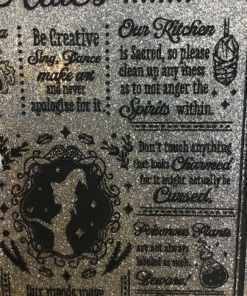 Be Creative
Sing, Dance
make art
and never
apologise for it
Our Kitchen
is Sacred, so please
clean up any mess
as to not anger the
Spirits within.
Don't touch anything
that looks Charmed
for it might actually be
Cursed.
Poisonous Plants
are not always
labeled as such.